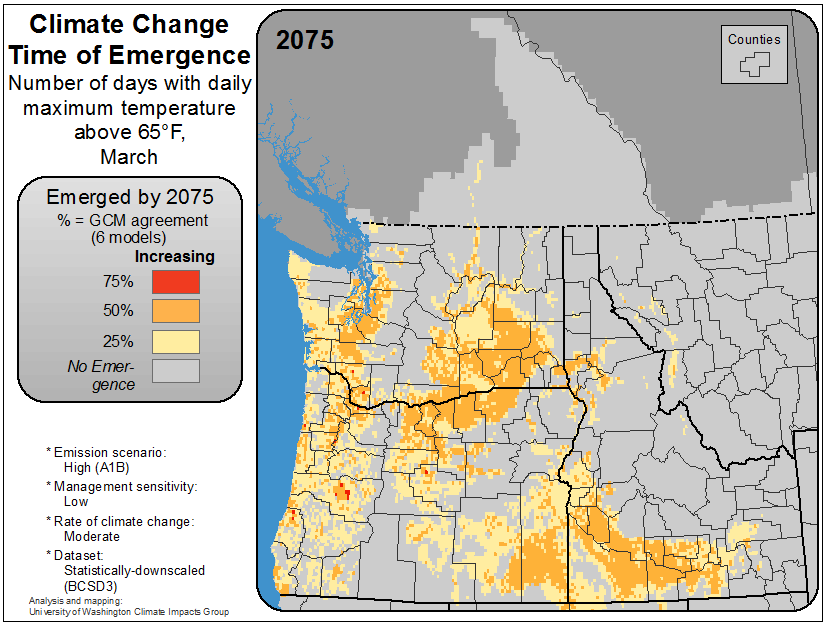 Climate Change
Time of Emergence
Number of days with daily
maximum temperature
above 65°F,
March
Emerged by 2075
% = GCM agreement
(6 models)
Increasing
75%
50%
25%
No Emer-
gence
* Emission scenario:
High (A1B)
* Management sensitivity:
Low
* Rate of climate change:
Moderate
* Dataset:
Statistically-downscaled
(BCSD3)
Analysis and mapping:
University of Washington Climate Impacts Group
2075
Counties